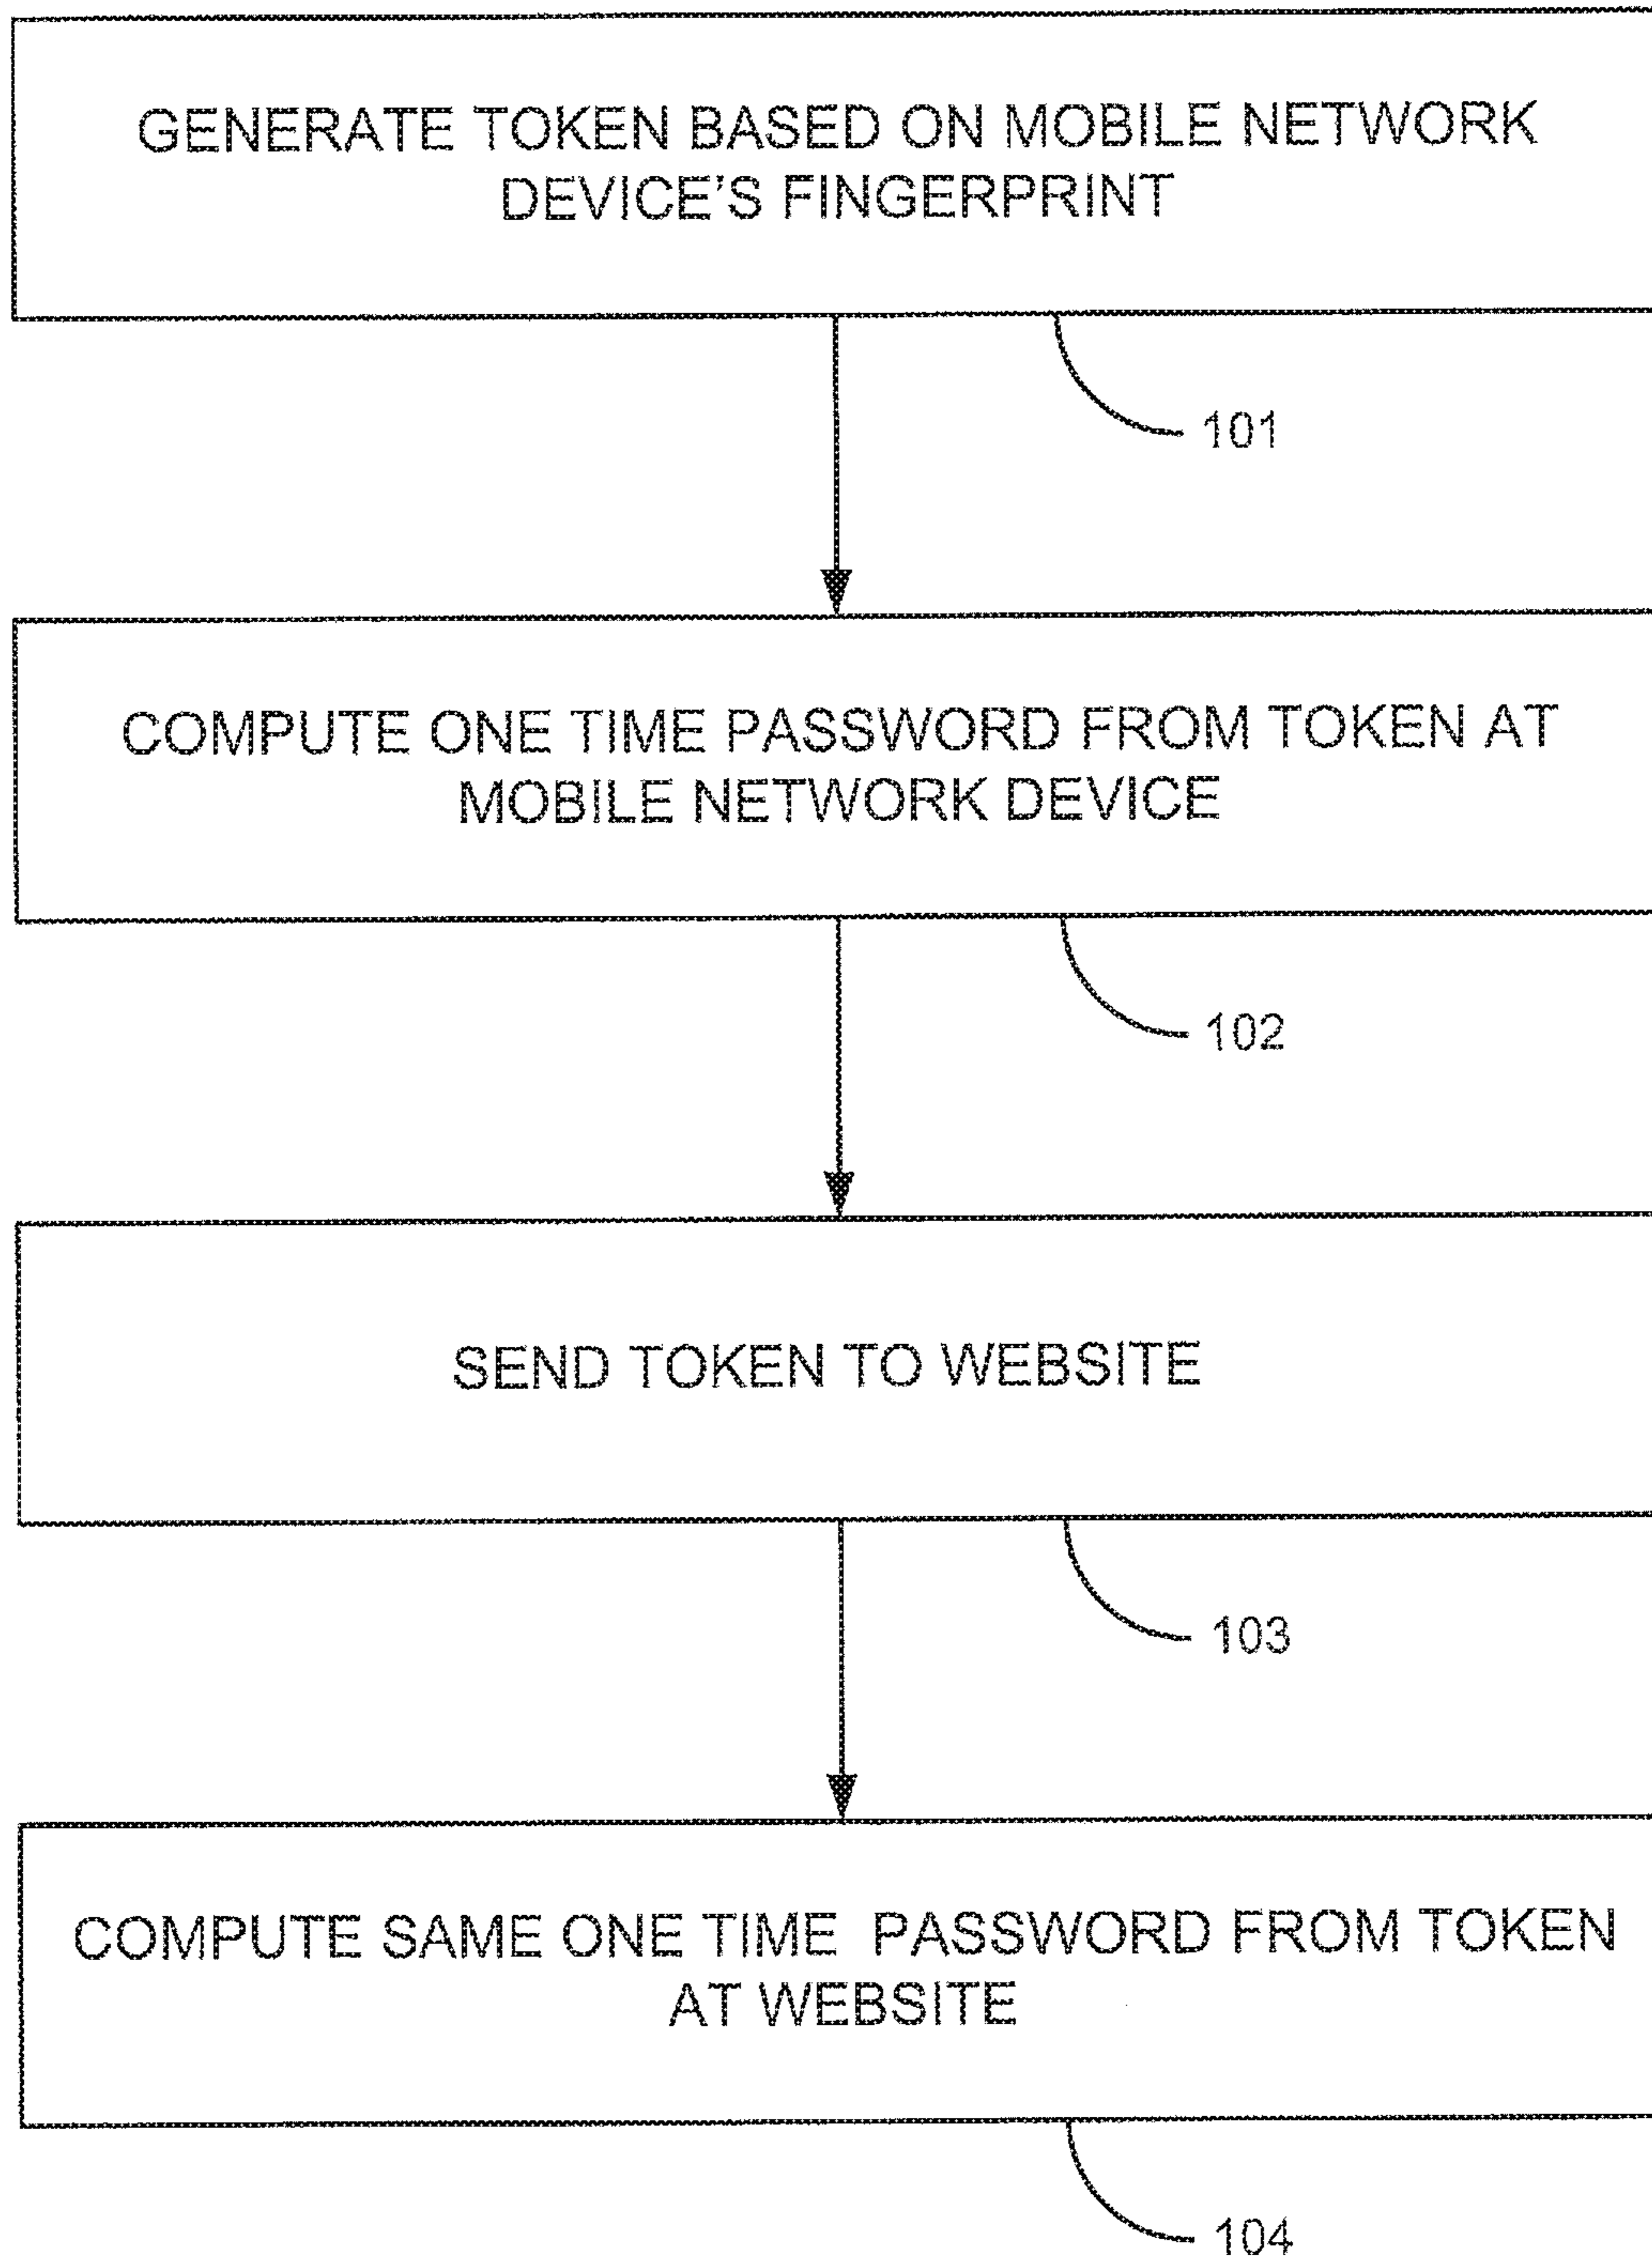 GENERATE TOKEN BASED ON MOBILE NETWORK
DEVICE'S FINGERPRINT
101
COMPUTE ONE TIME PASSWORD FROM TOKEN AT
MOBILE NETWORK DEVICE
102
SEND TOKEN TO WEBSITE
103
COMPUTE SAME ONE TIME PASSWORD FROM TOKEN
AT WEBSITE
104